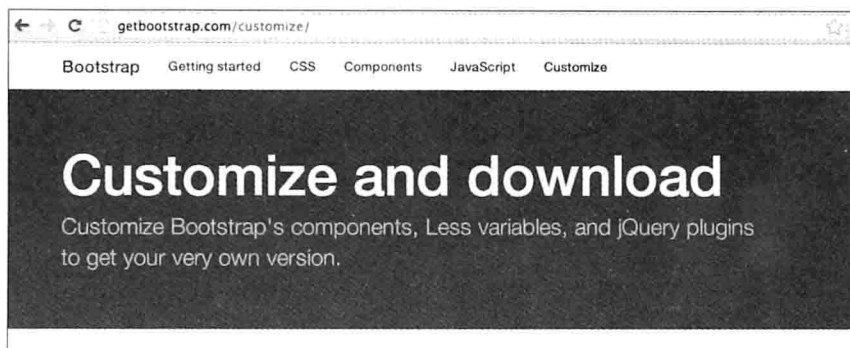 getbootstrap.com/customize/
Bootstrap Getting started CSS Components JavaScript Customize
Customize and download
Customize Bootstrap's components, Less variables, and jQuery plugins
to get your very own version.